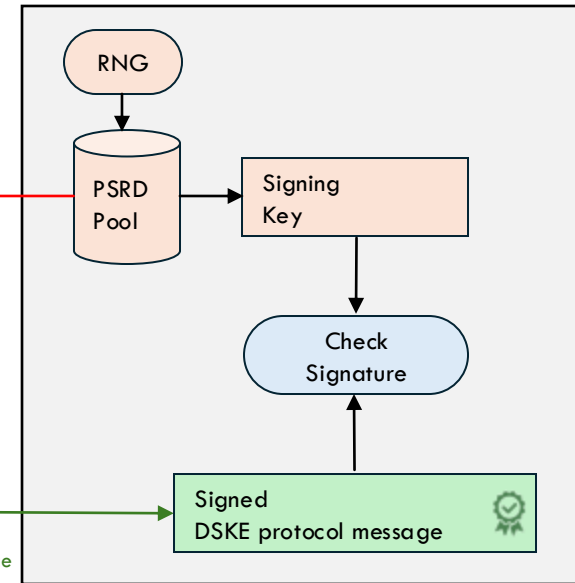 RNG
PSRD
Pool
Signing
Key
Check
Signature
Signed
DSKE protocol message
e